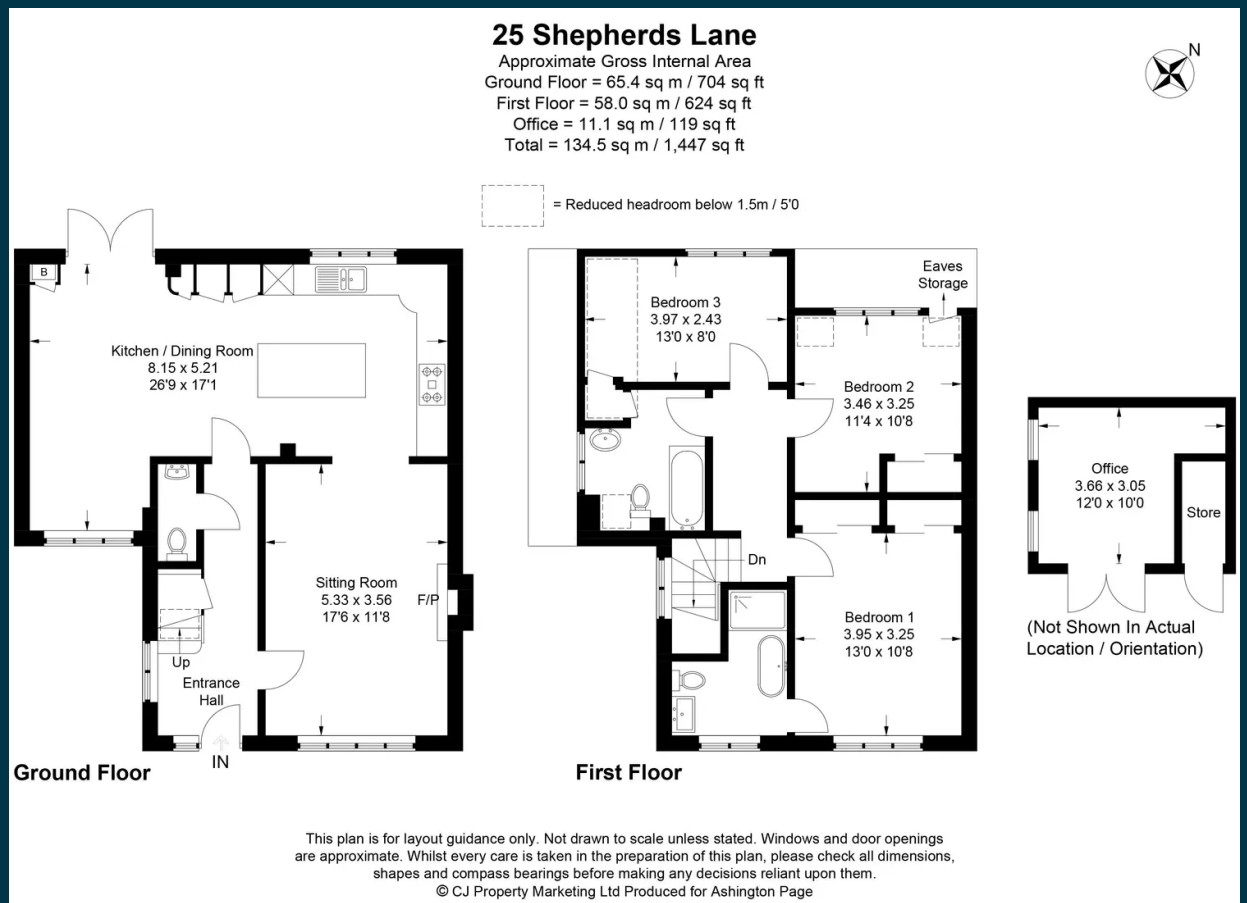 25 Shepherds Lane
Approximate Gross Internal Area
Ground Floor = 65.4 sq m / 704 sq ft
First Floor = 58.0 sq m / 624 sq ft
Office = 11.1 sq m / 119 sq ft
Total = 134.5 sq m / 1,447 sq ft
N
= Reduced headroom below 1.5m / 5'0
B
Kitchen / Dining Room
8.15 x 5.21
26'9 x 17'1
Sitting Room
5.33 x 3.56
17'6 x 11'8
F/P
Up
Entrance
Hall
IN
Ground Floor
Eaves
Storage
Bedroom 3
3.97 x 2.43
13'0 x 8'0
Bedroom 2
3.46 x 3.25
11'4 x 10'8
Dn
Bedroom 1
3.95 x 3.25
13'0 x 10'8
First Floor
Office
3.66 x 3.05
12'0 x 10'0
Store
(Not Shown In Actual
Location / Orientation)
This plan is for layout guidance only. Not drawn to scale unless stated. Windows and door openings
are approximate. Whilst every care is taken in the preparation of this plan, please check all dimensions,
shapes and compass bearings before making any decisions reliant upon them.
© CJ Property Marketing Ltd Produced for Ashington Page